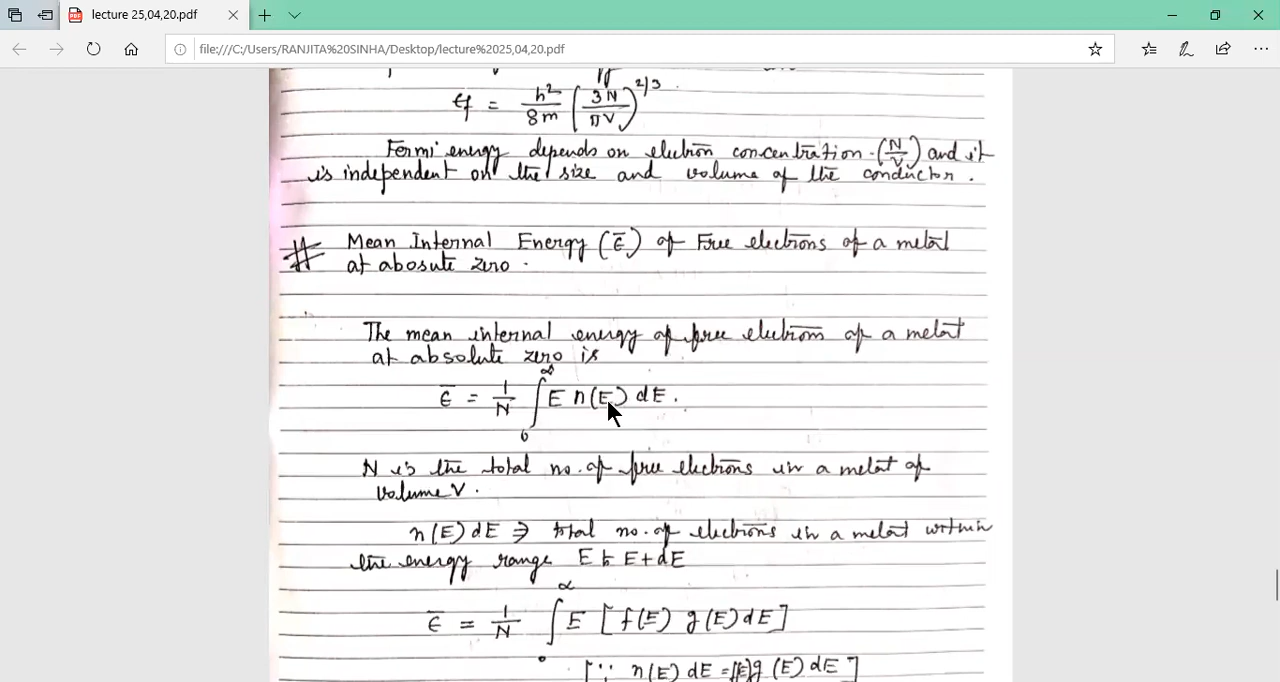 lecture 25,04,20.pdf
file:///C:/Users/RANJITA%20SINHA/Desktop/lecture%2025,04,20.pdf
εf = h²/8m (3N/πV)^2/3
Fermi energy depends on electron concentration (N/V) and it
is independent on the size and volume of the conductor.
# Mean Internal Energy (ε̅) of Free electrons of a metal
at abosute zero.
The mean internal energy of free electrons of a metal
at absolute zero is
ε̅ = 1/N ∫₀^∞ E n(E) dE.
N is the total no. of free electrons in a metal of
volume V.
n(E) dE ⇒ total no. of electrons in a metal within
the energy range E to E+dE
ε̅ = 1/N ∫₀^∞ E [f(E) g(E) dE]
[∵ n(E) dE = f(E)g(E) dE]